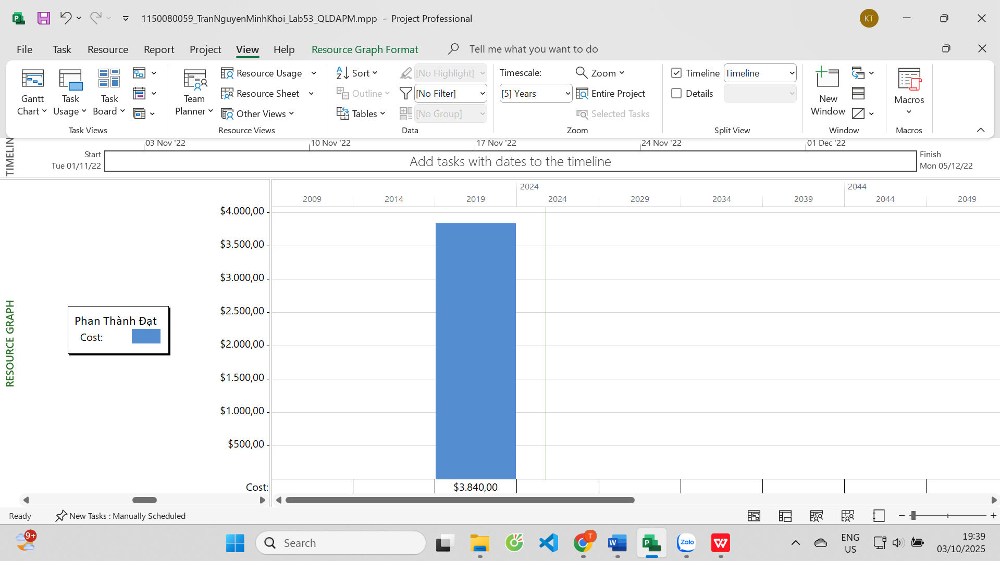 1150080059_TranNguyenMinhKhoi_Lab53_QLDAPM.mpp - Project Professional
KT
File Task Resource Report Project View Help Resource Graph Format Tell me what you want to do
Gantt Chart
Task Usage
Task Board
Task Views
Team Planner
Resource Usage
Resource Sheet
Other Views
Resource Views
Sort
Outline
Tables
[No Highlight]
[No Filter]
[No Group]
Data
Timescale:
[5] Years
Zoom
Entire Project
Selected Tasks
Zoom
Timeline
Timeline
Details
Split View
New Window
Window
Macros
Macros
TIMELIN
03 Nov '22 10 Nov '22 17 Nov '22 24 Nov '22 01 Dec '22
Start
Tue 01/11/22
Add tasks with dates to the timeline
Finish
Mon 05/12/22
2024 2044
2009 2014 2019 2024 2029 2034 2039 2044 2049
$4.000,00
$3.500,00
$3.000,00
$2.500,00
$2.000,00
$1.500,00
$1.000,00
$500,00
RESOURCE GRAPH
Phan Thành Đạt
Cost:
Cost: $3.840,00
Ready New Tasks : Manually Scheduled
9+
Search
T
Zalo
ENG
US
19:39
03/10/2025